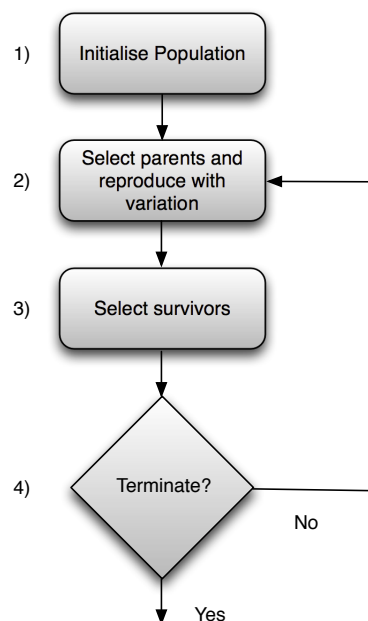 1)
Initialise Population
2)
Select parents and
reproduce with
variation
3)
Select survivors
4)
Terminate?
No
Yes